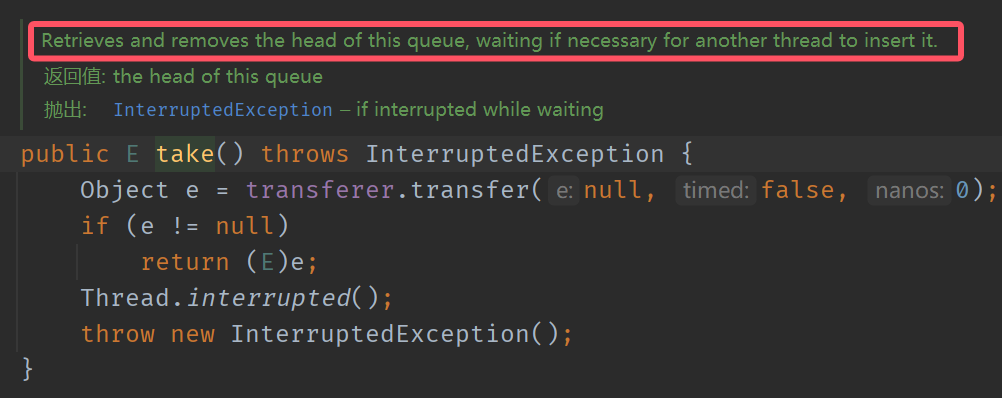 Retrieves and removes the head of this queue, waiting if necessary for another thread to insert it.
返回值: the head of this queue
抛出: InterruptedException – if interrupted while waiting
public E take() throws InterruptedException {
    Object e = transferer.transfer( e: null, timed: false, nanos: 0);
    if (e != null)
        return (E)e;
    Thread.interrupted();
    throw new InterruptedException();
}